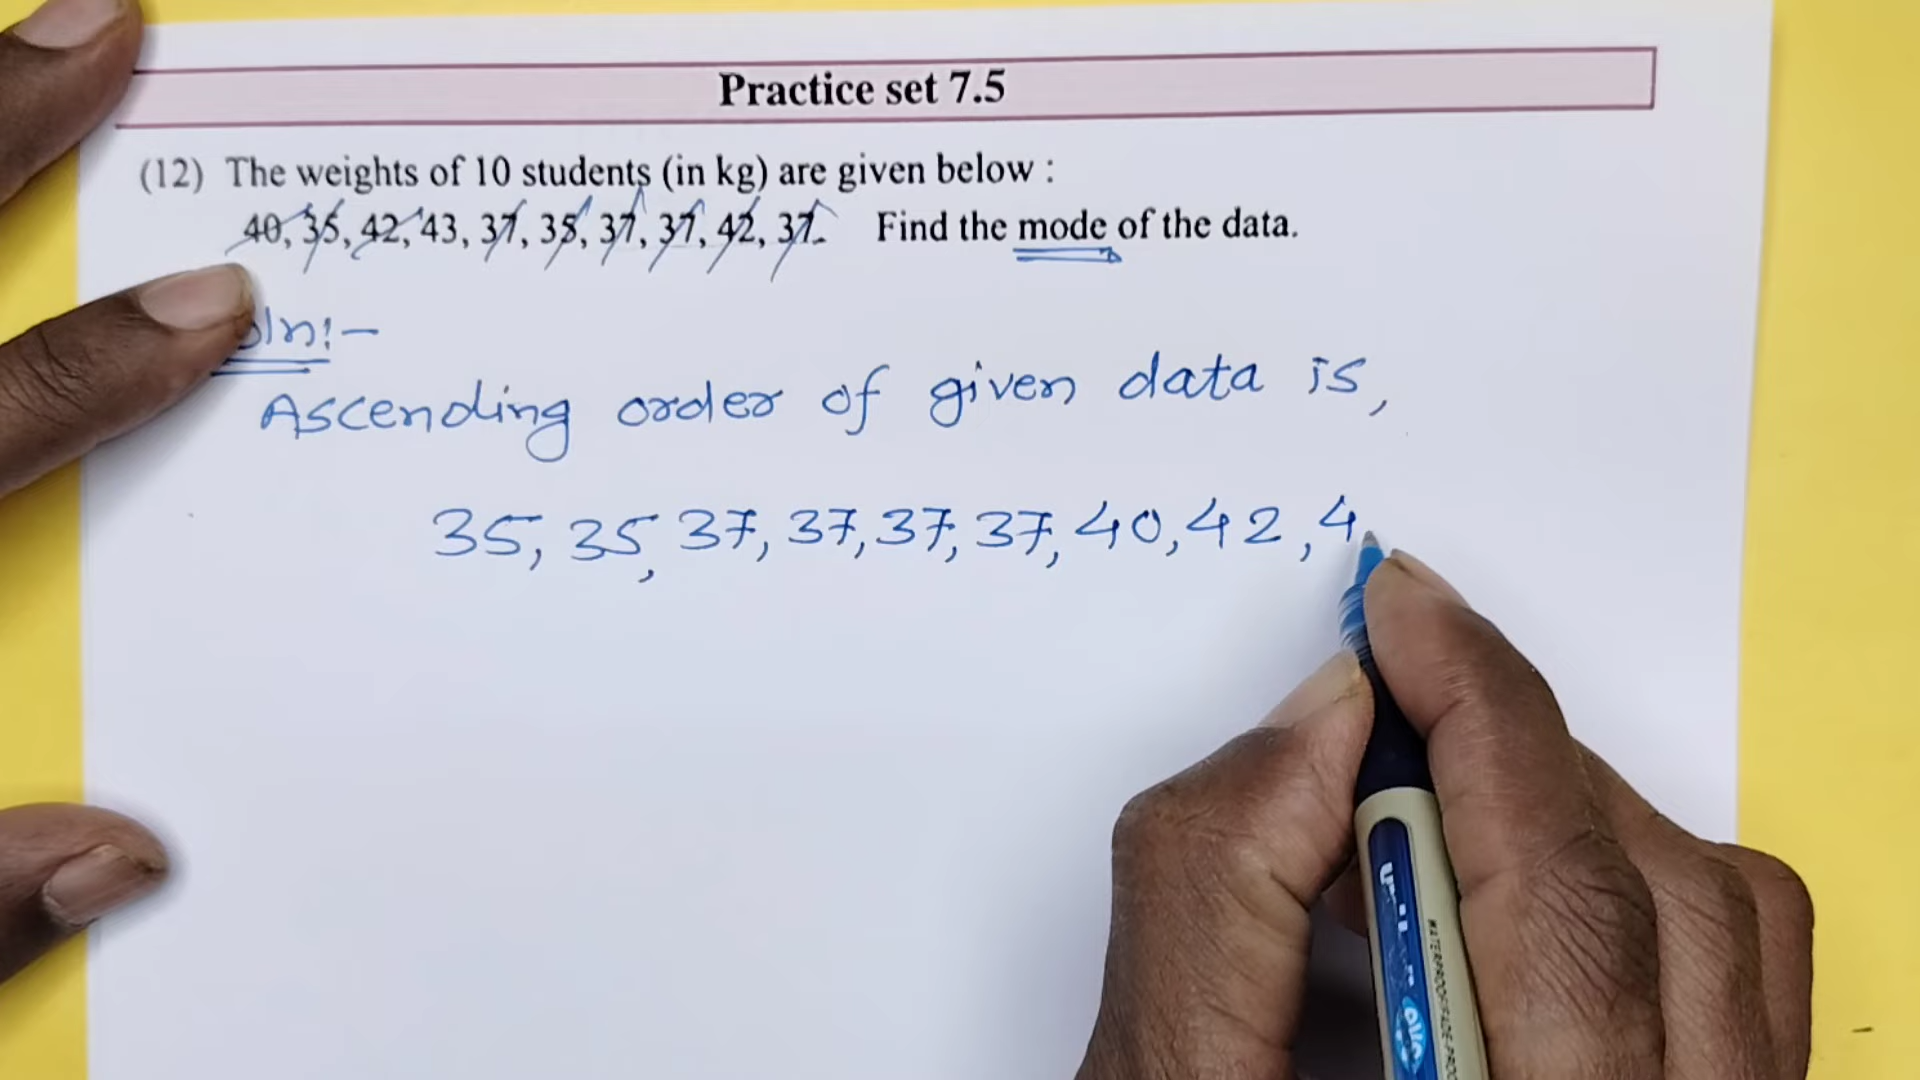 Practice set 7.5
(12) The weights of 10 students (in kg) are given below :
40, 35, 42, 43, 37, 35, 37, 37, 42, 37. Find the mode of the data.
oln:-
Ascending order of given data is,
35, 35, 37, 37, 37, 37, 40, 42, 4